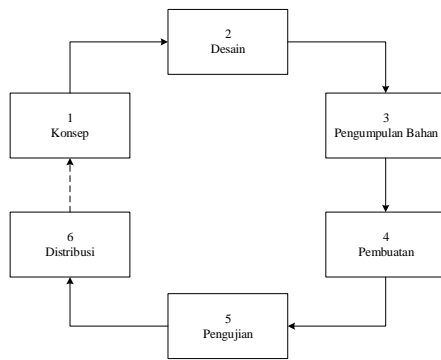 1
Konsep
2
Desain
3
Pengumpulan Bahan
4
Pembuatan
5
Pengujian
6
Distribusi